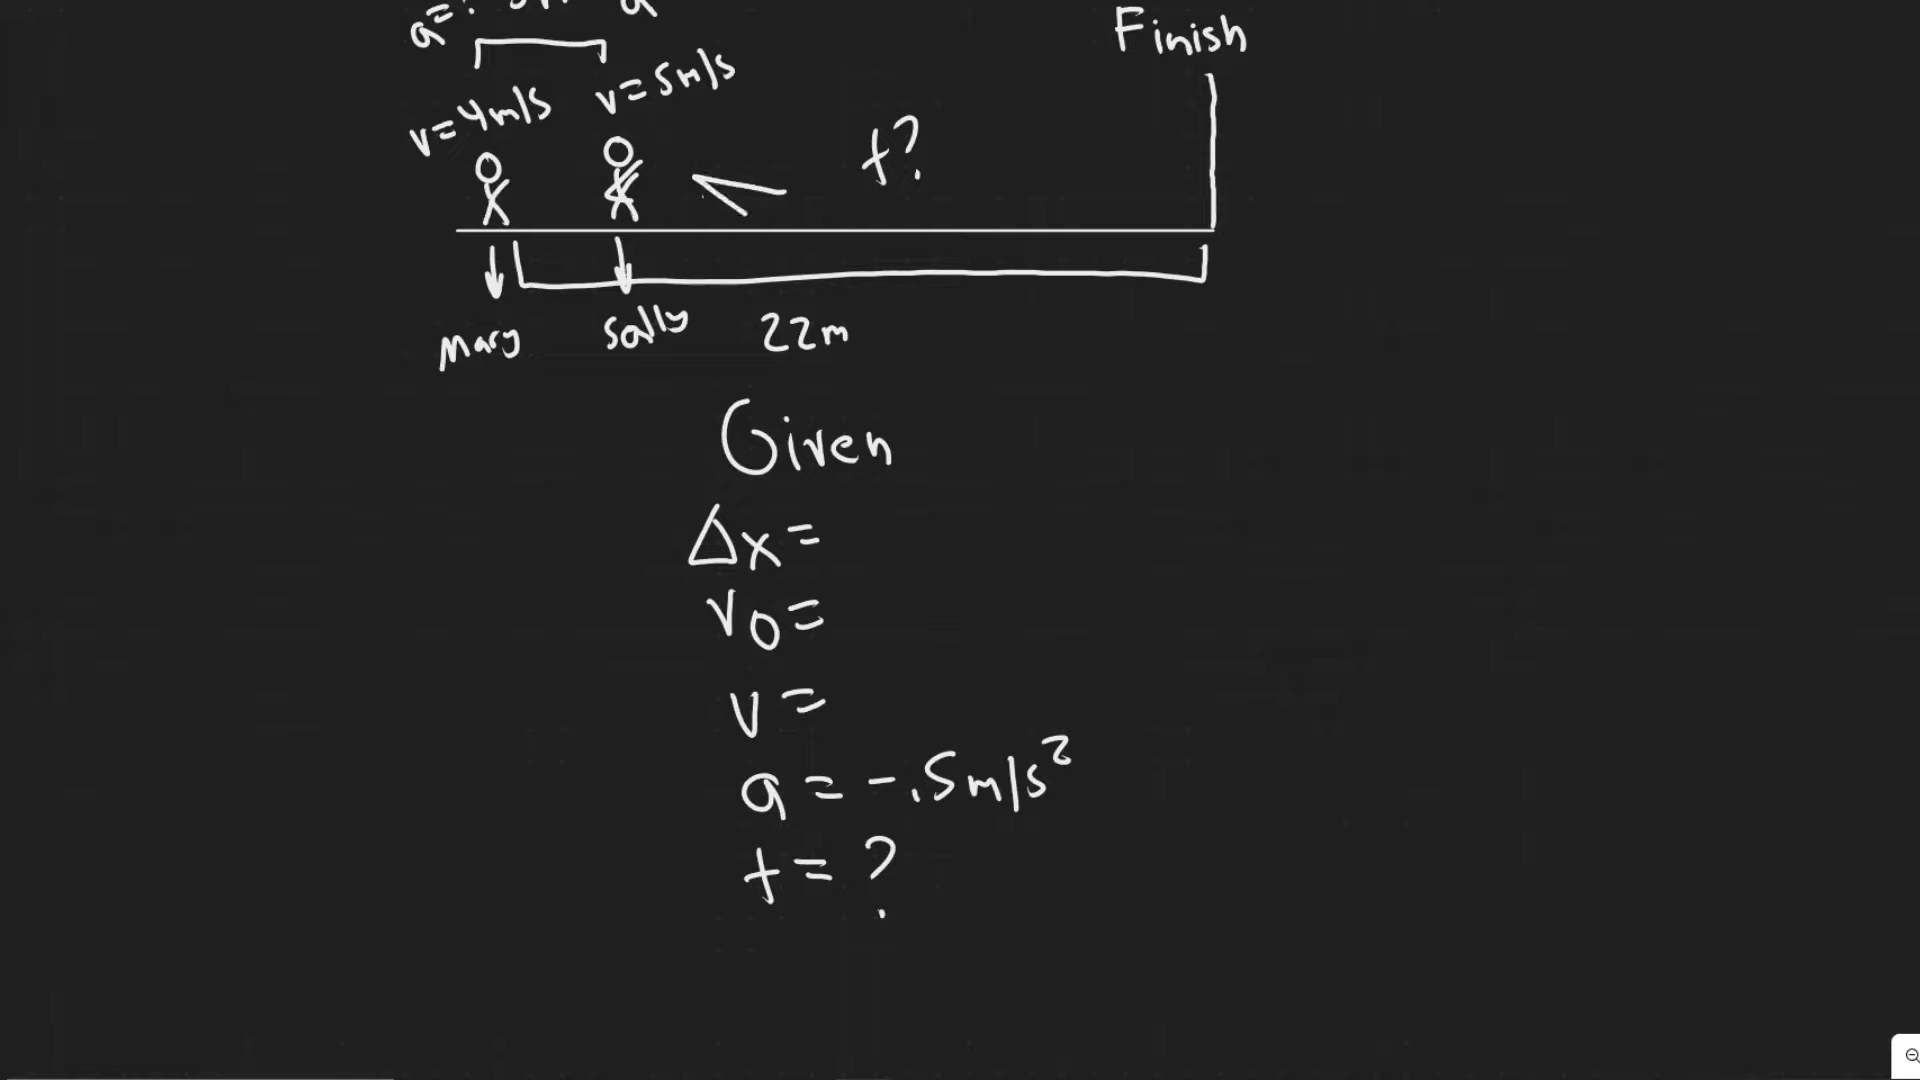 a=?
Finish
v=4m/s v=5m/s
t?
Mary Sally 22m
Given
Δx=
v0=
v=
a=-.5m/s²
t=?